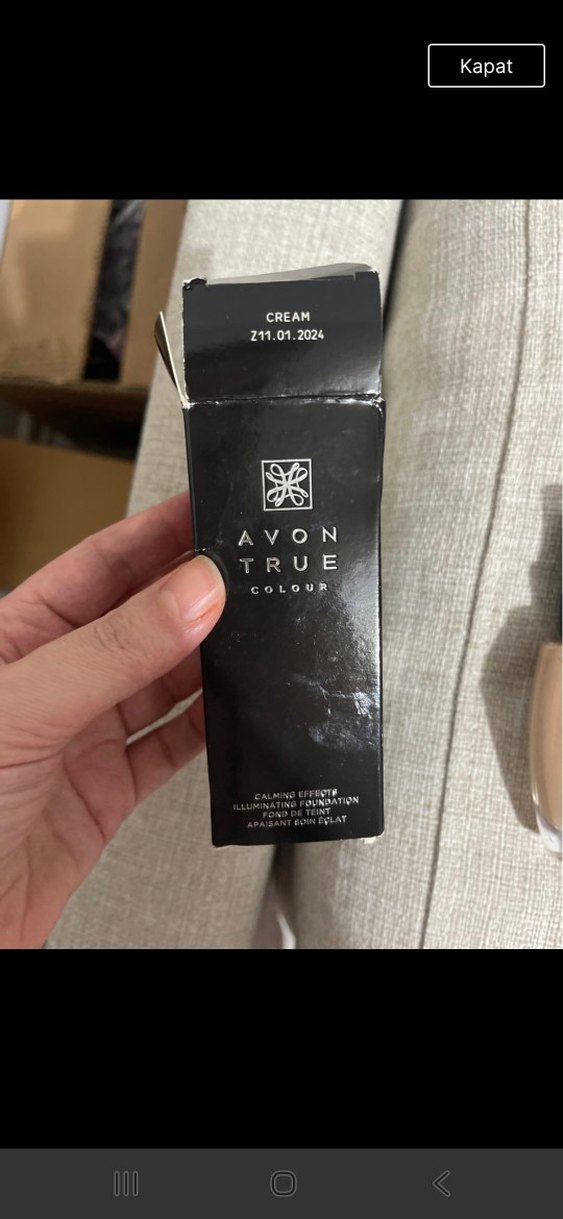 Kapat
CREAM
Z11.01.2024
AVON
TRUE
COLOUR
CALMING EFFECTS
ILLUMINATING FOUNDATION
FOND DE TEINT
APAISANT SOIN ÉCLAT